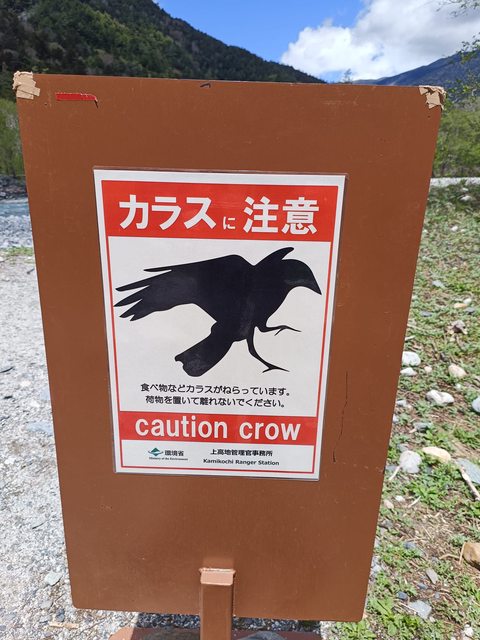 カラスに注意
食べ物などカラスがねらっています。
荷物を置いて離れないでください。
caution crow
環境省
Ministry of the Environment
上高地管理官事務所
Kamikochi Ranger Station